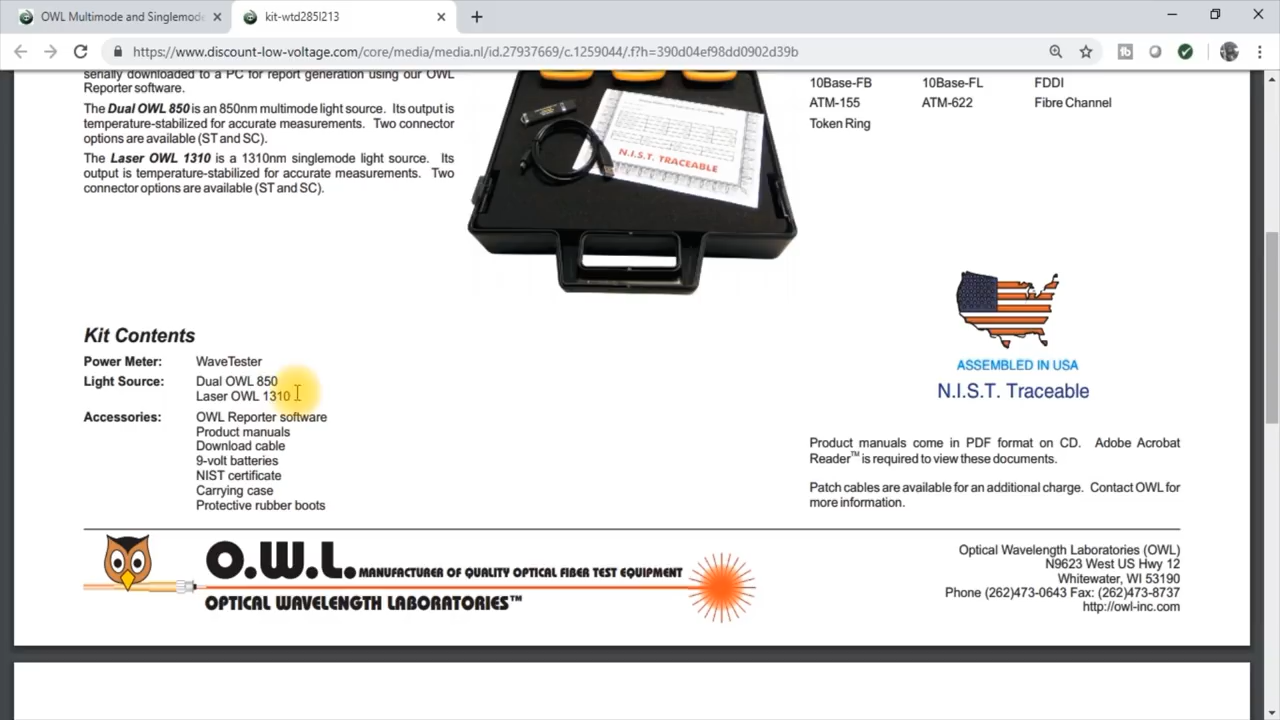 OWL Multimode and Singlemode
kit-wtd285l213
https://www.discount-low-voltage.com/core/media/media.nl/id.27937669/c.1259044/.f?h=390d04ef98dd0902d39b
serially downloaded to a PC for report generation using our OWL
Reporter software.
The Dual OWL 850 is an 850nm multimode light source. Its output is
temperature-stabilized for accurate measurements. Two connector
options are available (ST and SC).
The Laser OWL 1310 is a 1310nm singlemode light source. Its
output is temperature-stabilized for accurate measurements. Two
connector options are available (ST and SC).
N.I.S.T. TRACEABLE
10Base-FB 10Base-FL FDDI
ATM-155 ATM-622 Fibre Channel
Token Ring
Kit Contents
Power Meter: WaveTester
Light Source: Dual OWL 850
Laser OWL 1310
Accessories: OWL Reporter software
Product manuals
Download cable
9-volt batteries
NIST certificate
Carrying case
Protective rubber boots
ASSEMBLED IN USA
N.I.S.T. Traceable
Product manuals come in PDF format on CD. Adobe Acrobat
Reader™ is required to view these documents.
Patch cables are available for an additional charge. Contact OWL for
more information.
O.W.L. MANUFACTURER OF QUALITY OPTICAL FIBER TEST EQUIPMENT
OPTICAL WAVELENGTH LABORATORIES™
Optical Wavelength Laboratories (OWL)
N9623 West US Hwy 12
Whitewater, WI 53190
Phone (262)473-0643 Fax: (262)473-8737
http://owl-inc.com